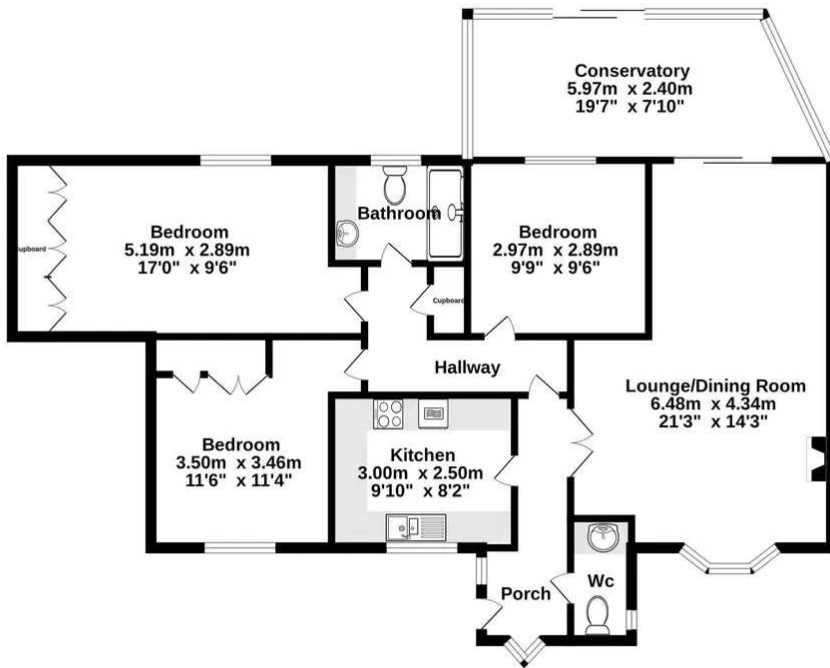 Conservatory
5.97m x 2.40m
19'7" x 7'10"
Bedroom
5.19m x 2.89m
17'0" x 9'6"
Bathroom
Bedroom
2.97m x 2.89m
9'9" x 9'6"
upboard
Cupboard
Hallway
Lounge/Dining Room
6.48m x 4.34m
21'3" x 14'3"
Bedroom
3.50m x 3.46m
11'6" x 11'4"
Kitchen
3.00m x 2.50m
9'10" x 8'2"
Porch
Wc